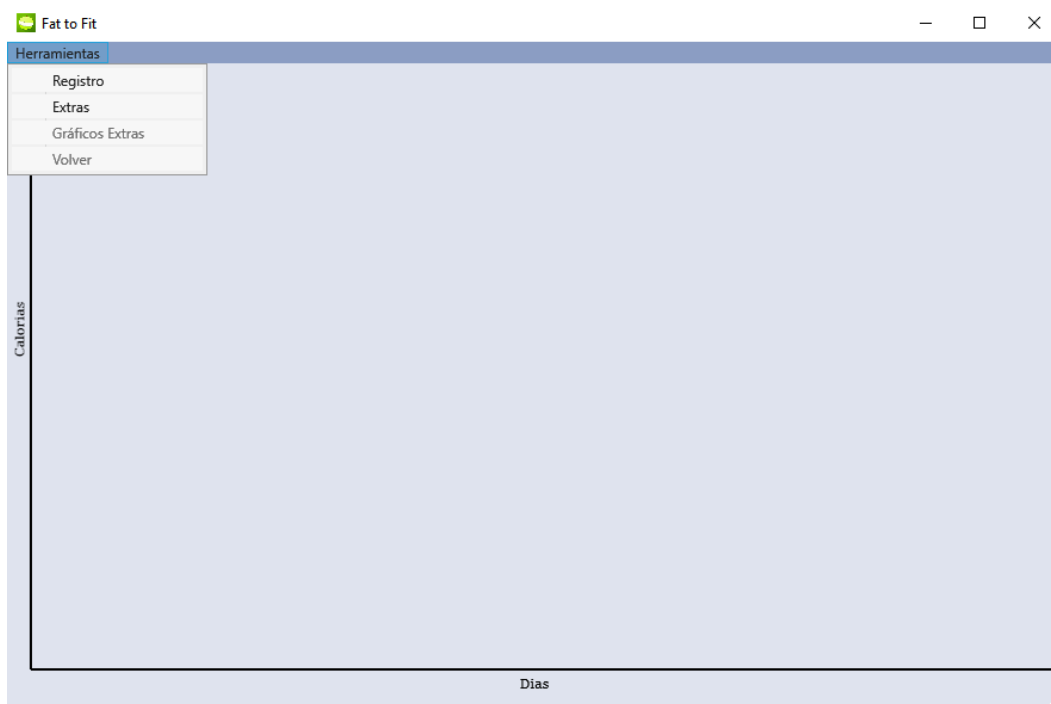 Fat to Fit
Herramientas
Registro
Extras
Gráficos Extras
Volver
Calorias
Dias